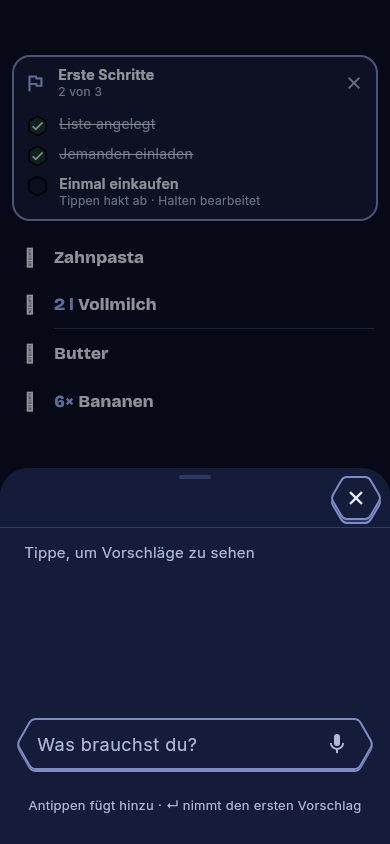 Erste Schritte
2 von 3
Liste angelegt
Jemanden einladen
Einmal einkaufen
Tippen hakt ab · Halten bearbeitet
Zahnpasta
2 l Vollmilch
Butter
6× Bananen
Tippe, um Vorschläge zu sehen
Was brauchst du?
Antippen fügt hinzu · ↵ nimmt den ersten Vorschlag